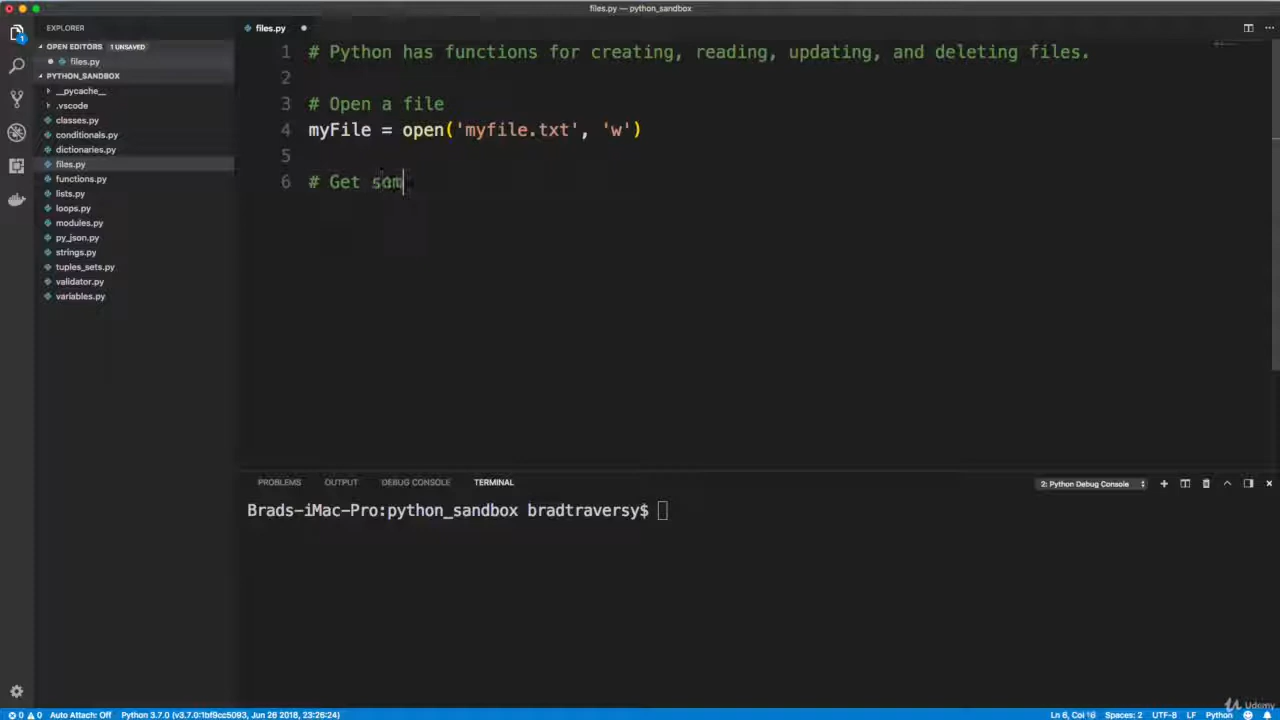 files.py — python_sandbox
EXPLORER
OPEN EDITORS 1 UNSAVED
files.py
PYTHON_SANDBOX
__pycache__
.vscode
classes.py
conditionals.py
dictionaries.py
files.py
functions.py
lists.py
loops.py
modules.py
py_json.py
strings.py
tuples_sets.py
validator.py
variables.py
1
files.py
1 # Python has functions for creating, reading, updating, and deleting files.
2
3 # Open a file
4 myFile = open('myfile.txt', 'w')
5
6 # Get som
PROBLEMS OUTPUT DEBUG CONSOLE TERMINAL
2: Python Debug Console
Brads-iMac-Pro:python_sandbox bradtraversy$
0 0 Auto Attach: Off Python 3.7.0 (v3.7.0:1bf9cc5093, Jun 26 2018, 23:26:24)
Ln 6, Col 16 Spaces: 2 UTF-8 LF Python
Udemy